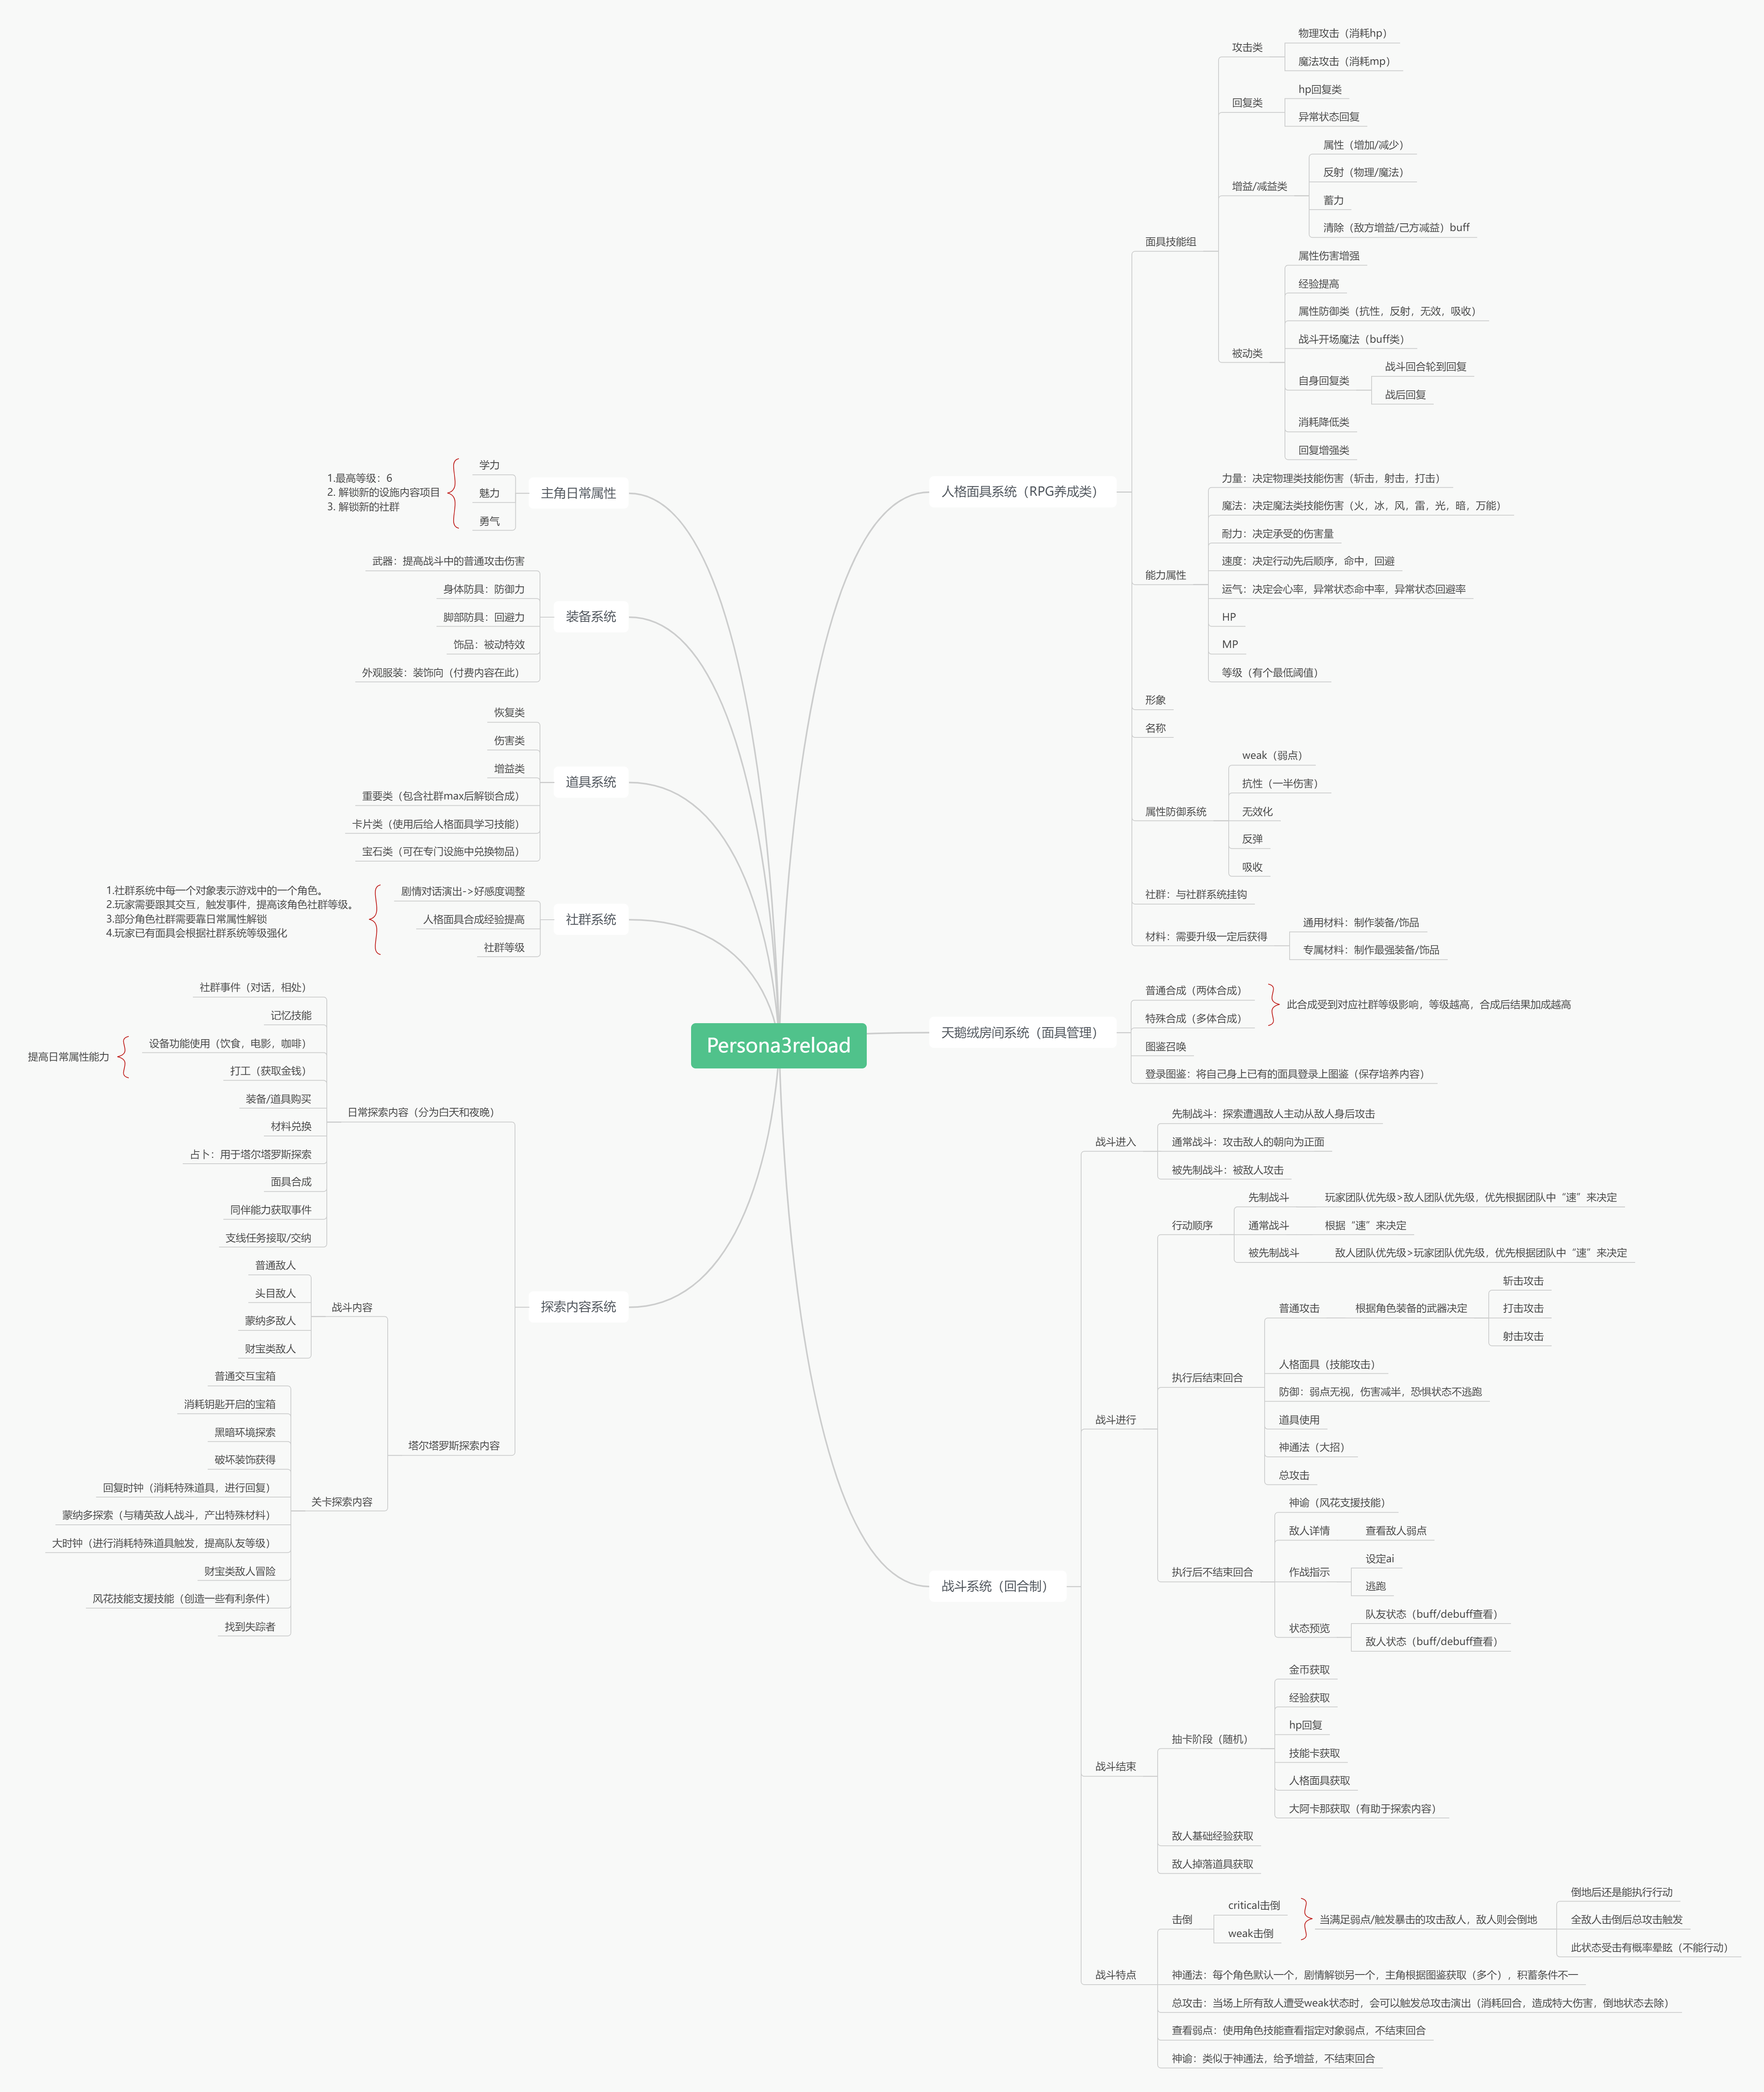 Persona3reload
人格面具系统（RPG养成类）
面具技能组
攻击类
物理攻击（消耗hp）
魔法攻击（消耗mp）
回复类
hp回复类
异常状态回复
增益/减益类
属性（增加/减少）
反射（物理/魔法）
蓄力
清除（敌方增益/己方减益）buff
被动类
属性伤害增强
经验提高
属性防御类（抗性，反射，无效，吸收）
战斗开场魔法（buff类）
自身回复类
战斗回合轮到回复
战后回复
消耗降低类
回复增强类
能力属性
力量：决定物理类技能伤害（斩击，射击，打击）
魔法：决定魔法类技能伤害（火，冰，风，雷，光，暗，万能）
耐力：决定承受的伤害量
速度：决定行动先后顺序，命中，回避
运气：决定会心率，异常状态命中率，异常状态回避率
HP
MP
等级（有个最低阈值）
形象
名称
属性防御系统
weak（弱点）
抗性（一半伤害）
无效化
反弹
吸收
社群：与社群系统挂钩
材料：需要升级一定后获得
通用材料：制作装备/饰品
专属材料：制作最强装备/饰品
天鹅绒房间系统（面具管理）
普通合成（两体合成）
特殊合成（多体合成）
此合成受到对应社群等级影响，等级越高，合成后结果加成越高
图鉴召唤
登录图鉴：将自己身上已有的面具登录上图鉴（保存培养内容）
战斗系统（回合制）
战斗进入
先制战斗：探索遭遇敌人主动从敌人身后攻击
通常战斗：攻击敌人的朝向为正面
被先制战斗：被敌人攻击
战斗进行
行动顺序
先制战斗
玩家团队优先级>敌人团队优先级，优先根据团队中“速”来决定
通常战斗
根据“速”来决定
被先制战斗
敌人团队优先级>玩家团队优先级，优先根据团队中“速”来决定
执行后结束回合
普通攻击
根据角色装备的武器决定
斩击攻击
打击攻击
射击攻击
人格面具（技能攻击）
防御：弱点无视，伤害减半，恐惧状态不逃跑
道具使用
神通法（大招）
总攻击
执行后不结束回合
神谕（风花支援技能）
敌人详情
查看敌人弱点
作战指示
设定ai
逃跑
状态预览
队友状态（buff/debuff查看）
敌人状态（buff/debuff查看）
战斗结束
抽卡阶段（随机）
金币获取
经验获取
hp回复
技能卡获取
人格面具获取
大阿卡那获取（有助于探索内容）
敌人基础经验获取
敌人掉落道具获取
战斗特点
击倒
critical击倒
weak击倒
当满足弱点/触发暴击的攻击敌人，敌人则会倒地
倒地后还是能执行行动
全敌人击倒后总攻击触发
此状态受击有概率晕眩（不能行动）
神通法：每个角色默认一个，剧情解锁另一个，主角根据图鉴获取（多个），积蓄条件不一
总攻击：当场上所有敌人遭受weak状态时，会可以触发总攻击演出（消耗回合，造成特大伤害，倒地状态去除）
查看弱点：使用角色技能查看指定对象弱点，不结束回合
神谕：类似于神通法，给予增益，不结束回合
主角日常属性
学力
魅力
勇气
1.最高等级：6
2. 解锁新的设施内容项目
3. 解锁新的社群
装备系统
武器：提高战斗中的普通攻击伤害
身体防具：防御力
脚部防具：回避力
饰品：被动特效
外观服装：装饰向（付费内容在此）
道具系统
恢复类
伤害类
增益类
重要类（包含社群max后解锁合成）
卡片类（使用后给人格面具学习技能）
宝石类（可在专门设施中兑换物品）
社群系统
剧情对话演出->好感度调整
人格面具合成经验提高
社群等级
1.社群系统中每一个对象表示游戏中的一个角色。
2.玩家需要跟其交互，触发事件，提高该角色社群等级。
3.部分角色社群需要靠日常属性解锁
4.玩家已有面具会根据社群系统等级强化
探索内容系统
日常探索内容（分为白天和夜晚）
社群事件（对话，相处）
记忆技能
设备功能使用（饮食，电影，咖啡）
提高日常属性能力
打工（获取金钱）
装备/道具购买
材料兑换
占卜：用于塔尔塔罗斯探索
面具合成
同伴能力获取事件
支线任务接取/交纳
塔尔塔罗斯探索内容
战斗内容
普通敌人
头目敌人
蒙纳多敌人
财宝类敌人
关卡探索内容
普通交互宝箱
消耗钥匙开启的宝箱
黑暗环境探索
破坏装饰获得
回复时钟（消耗特殊道具，进行回复）
蒙纳多探索（与精英敌人战斗，产出特殊材料）
大时钟（进行消耗特殊道具触发，提高队友等级）
财宝类敌人冒险
风花技能支援技能（创造一些有利条件）
找到失踪者